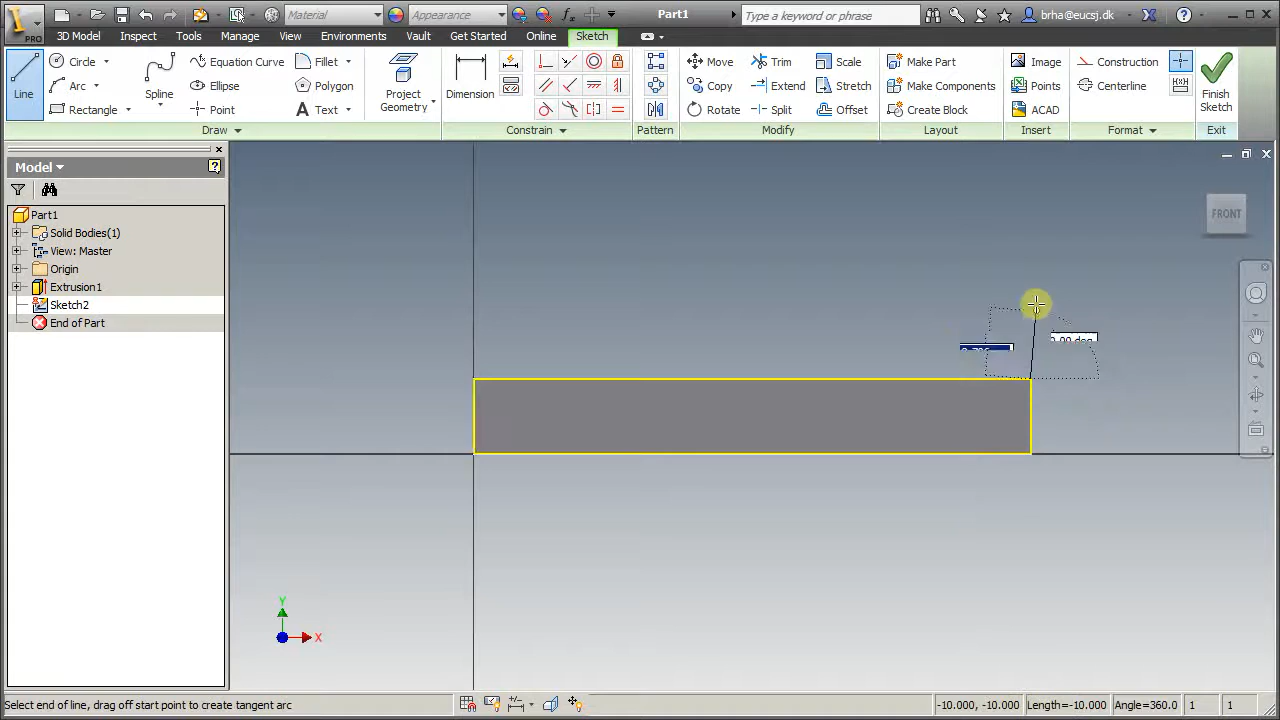 Material
Appearance
Part1
Type a keyword or phrase
brha@eucsj.dk
PRO
3D Model
Inspect
Tools
Manage
View
Environments
Vault
Get Started
Online
Sketch
Line
Circle
Arc
Rectangle
Spline
Equation Curve
Ellipse
Point
Fillet
Polygon
Text
Project
Geometry
Dimension
Move
Copy
Rotate
Trim
Extend
Split
Scale
Stretch
Offset
Make Part
Make Components
Create Block
Image
Points
ACAD
Construction
Centerline
Finish
Sketch
Draw
Constrain
Pattern
Modify
Layout
Insert
Format
Exit
Model
Part1
Solid Bodies(1)
View: Master
Origin
Extrusion1
Sketch2
End of Part
FRONT
Y
X
Select end of line, drag off start point to create tangent arc
-10.000, -10.000
Length=-10.000
Angle=360.0
1
1